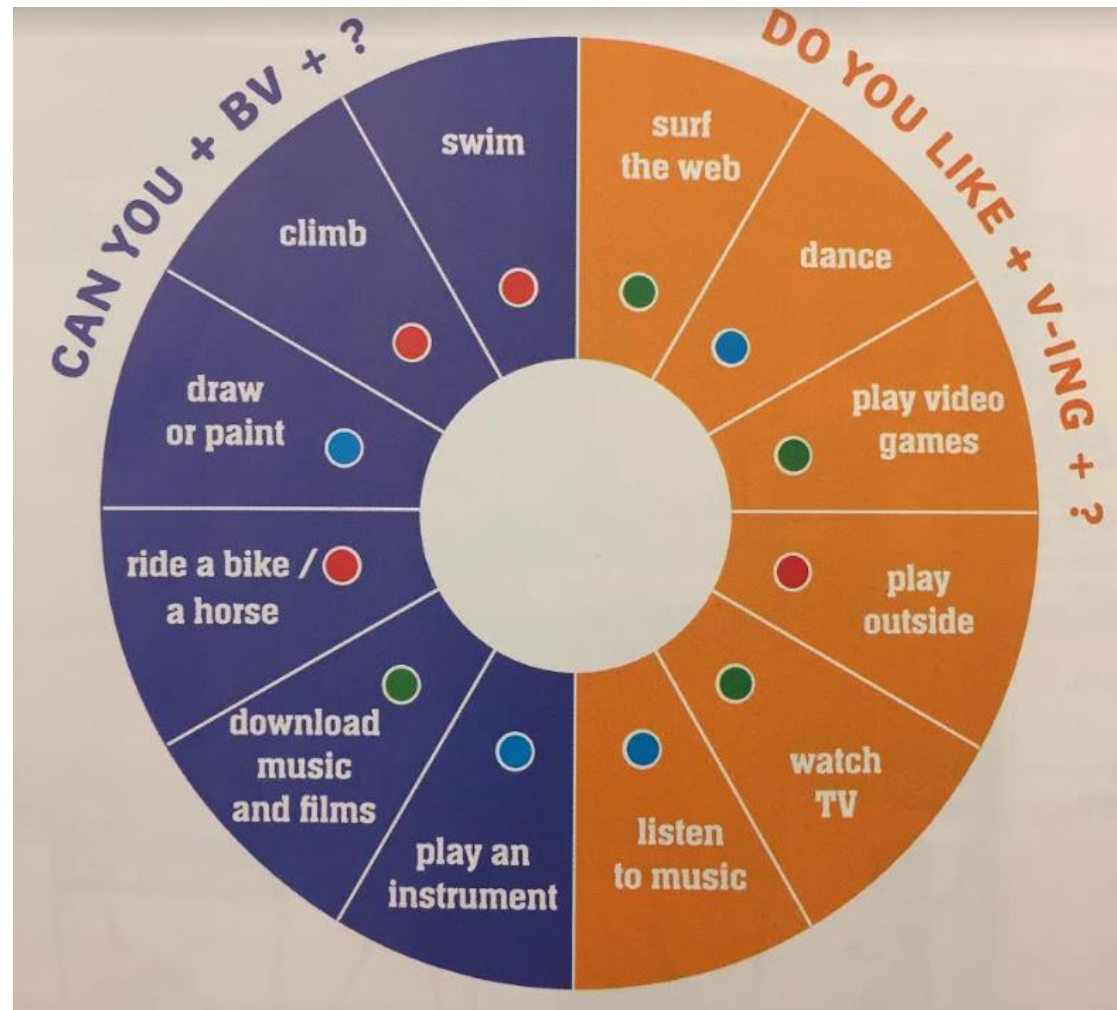 CAN YOU + BV + ?
DO YOU LIKE + V-ING + ?
swim
surf
the web
climb
dance
draw
or paint
play video
games
ride a bike /
a horse
play
outside
download
music
and films
watch
TV
play an
instrument
listen
to music